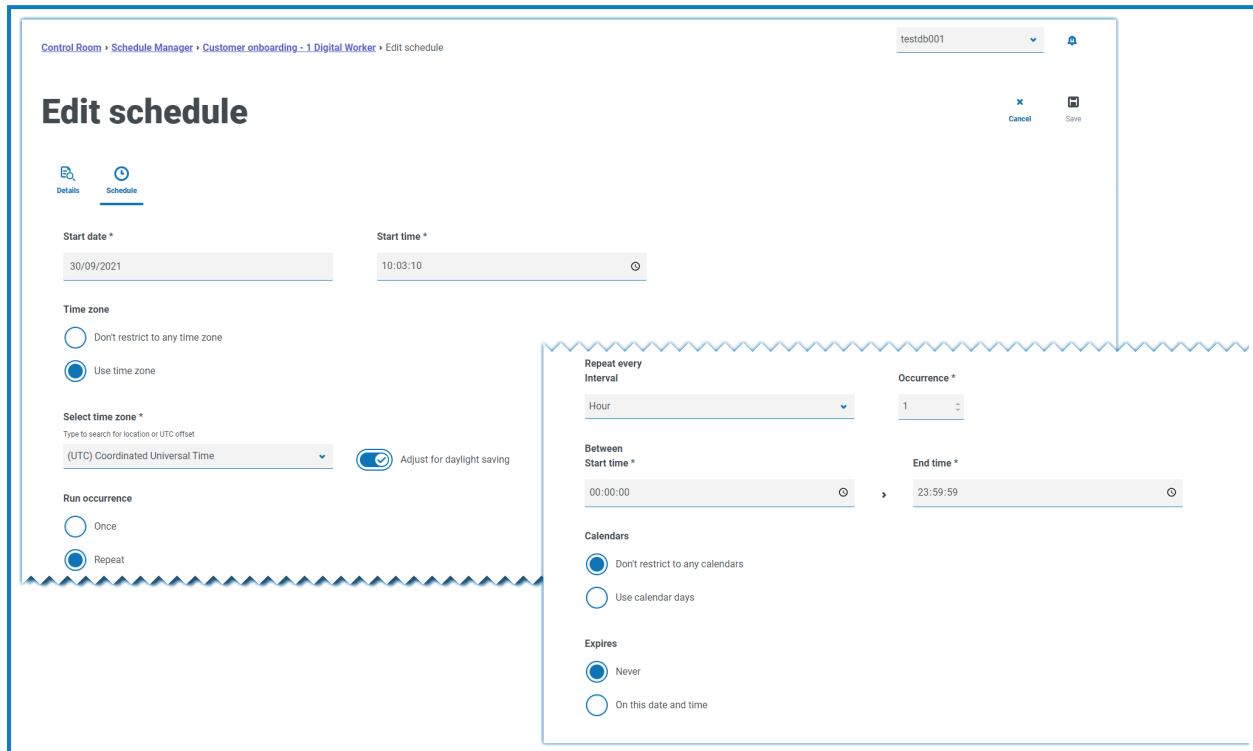 Control Room › Schedule Manager › Customer onboarding - 1 Digital Worker › Edit schedule
testdb001
Edit schedule
Cancel
Save
Details
Schedule
Start date *
Start time *
30/09/2021
10:03:10
Time zone
Don't restrict to any time zone
Use time zone
Select time zone *
Type to search for location or UTC offset
(UTC) Coordinated Universal Time
Adjust for daylight saving
Run occurrence
Once
Repeat
Repeat every
Interval
Occurrence *
Hour
1
Between
Start time *
End time *
00:00:00
›
23:59:59
Calendars
Don't restrict to any calendars
Use calendar days
Expires
Never
On this date and time